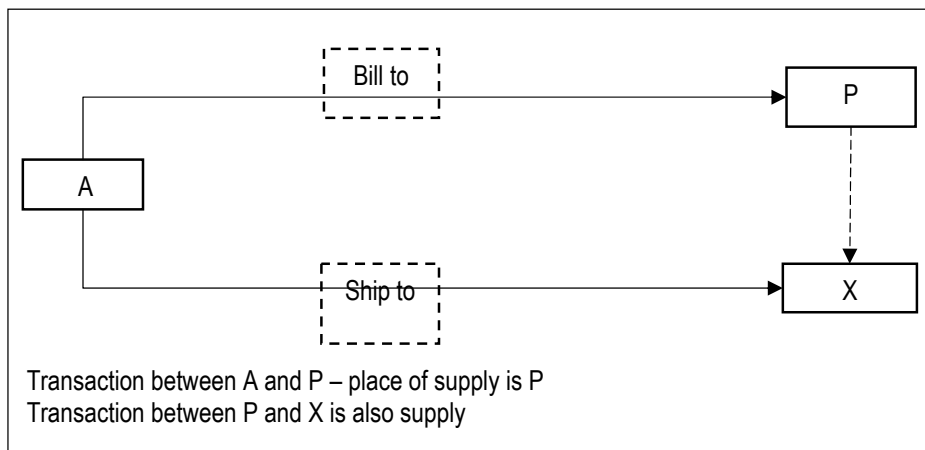 Bill to
P
A
Ship to
X
Transaction between A and P – place of supply is P
Transaction between P and X is also supply